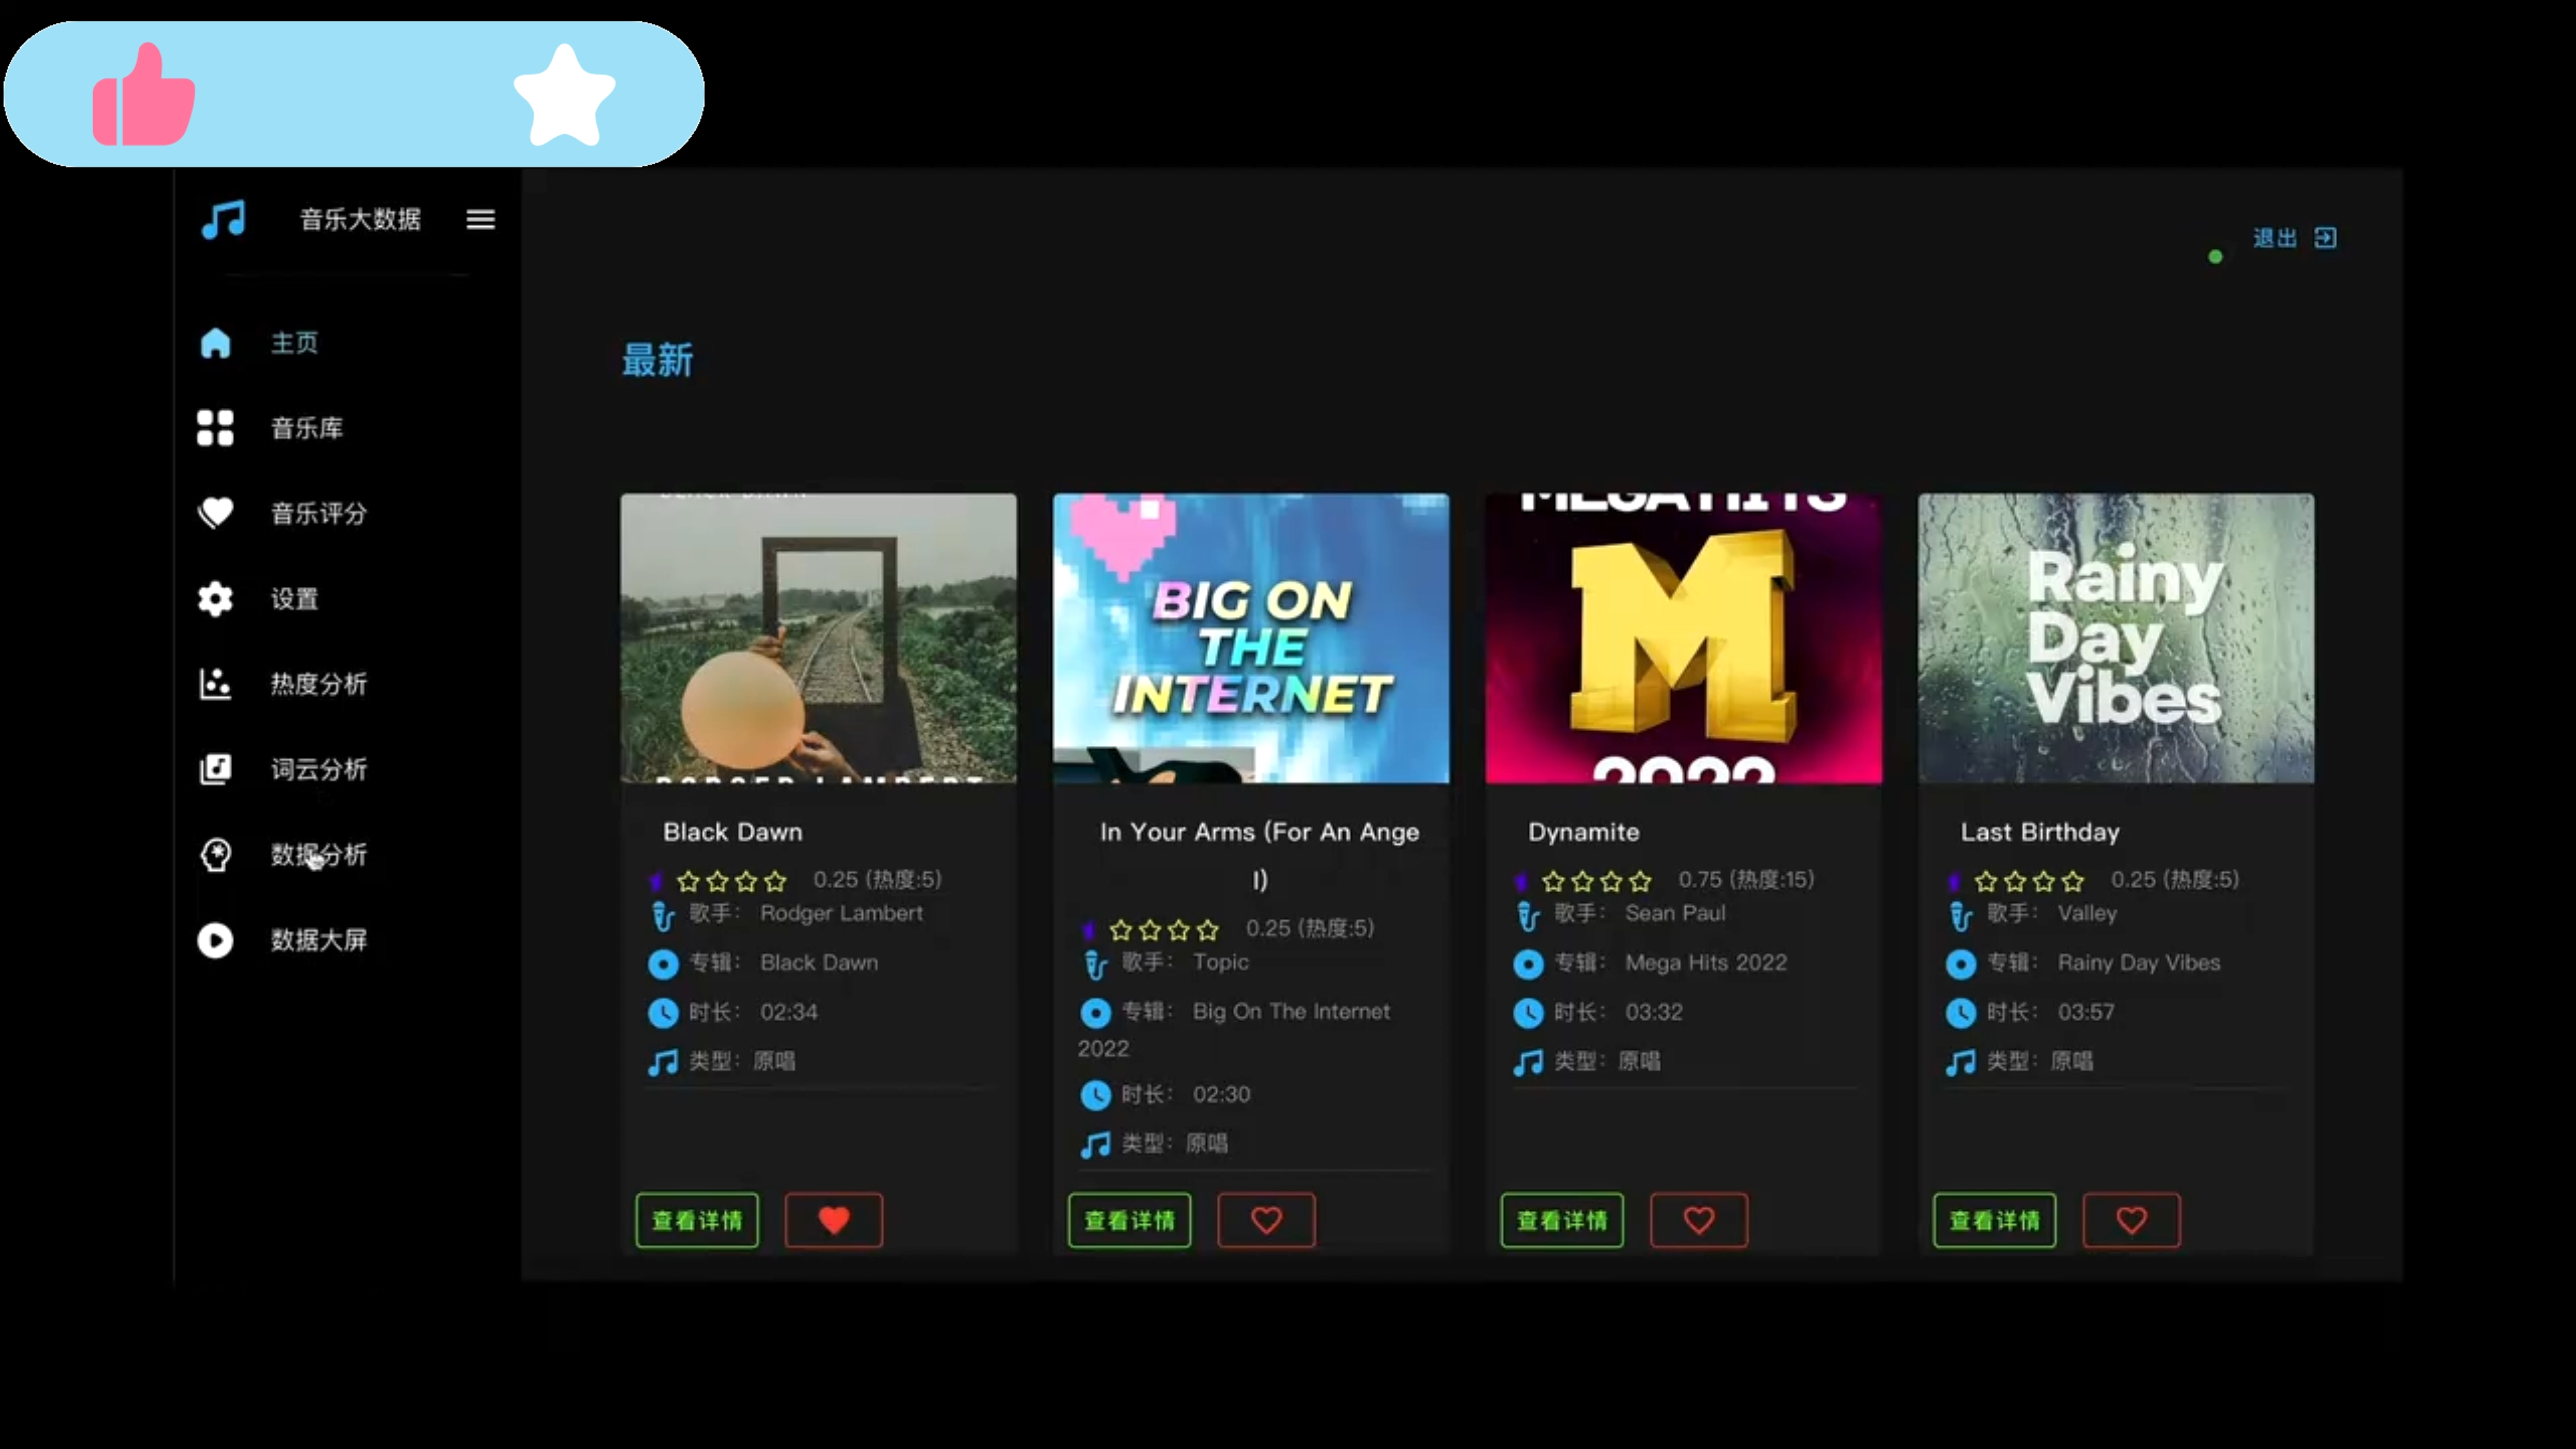 音乐大数据
退出
主页
音乐库
音乐评分
设置
热度分析
词云分析
数据分析
数据大屏
最新
RODGER LAMBERT
Black Dawn
0.25 (热度:5)
歌手： Rodger Lambert
专辑： Black Dawn
时长： 02:34
类型：原唱
查看详情
BIG ON
THE
INTERNET
In Your Arms (For An Ange
l)
0.25 (热度:5)
歌手： Topic
专辑： Big On The Internet
2022
时长： 02:30
类型：原唱
查看详情
MEGA HITS
M
2022
Dynamite
0.75 (热度:15)
歌手： Sean Paul
专辑： Mega Hits 2022
时长： 03:32
类型：原唱
查看详情
Rainy
Day
Vibes
Last Birthday
0.25 (热度:5)
歌手： Valley
专辑： Rainy Day Vibes
时长： 03:57
类型：原唱
查看详情